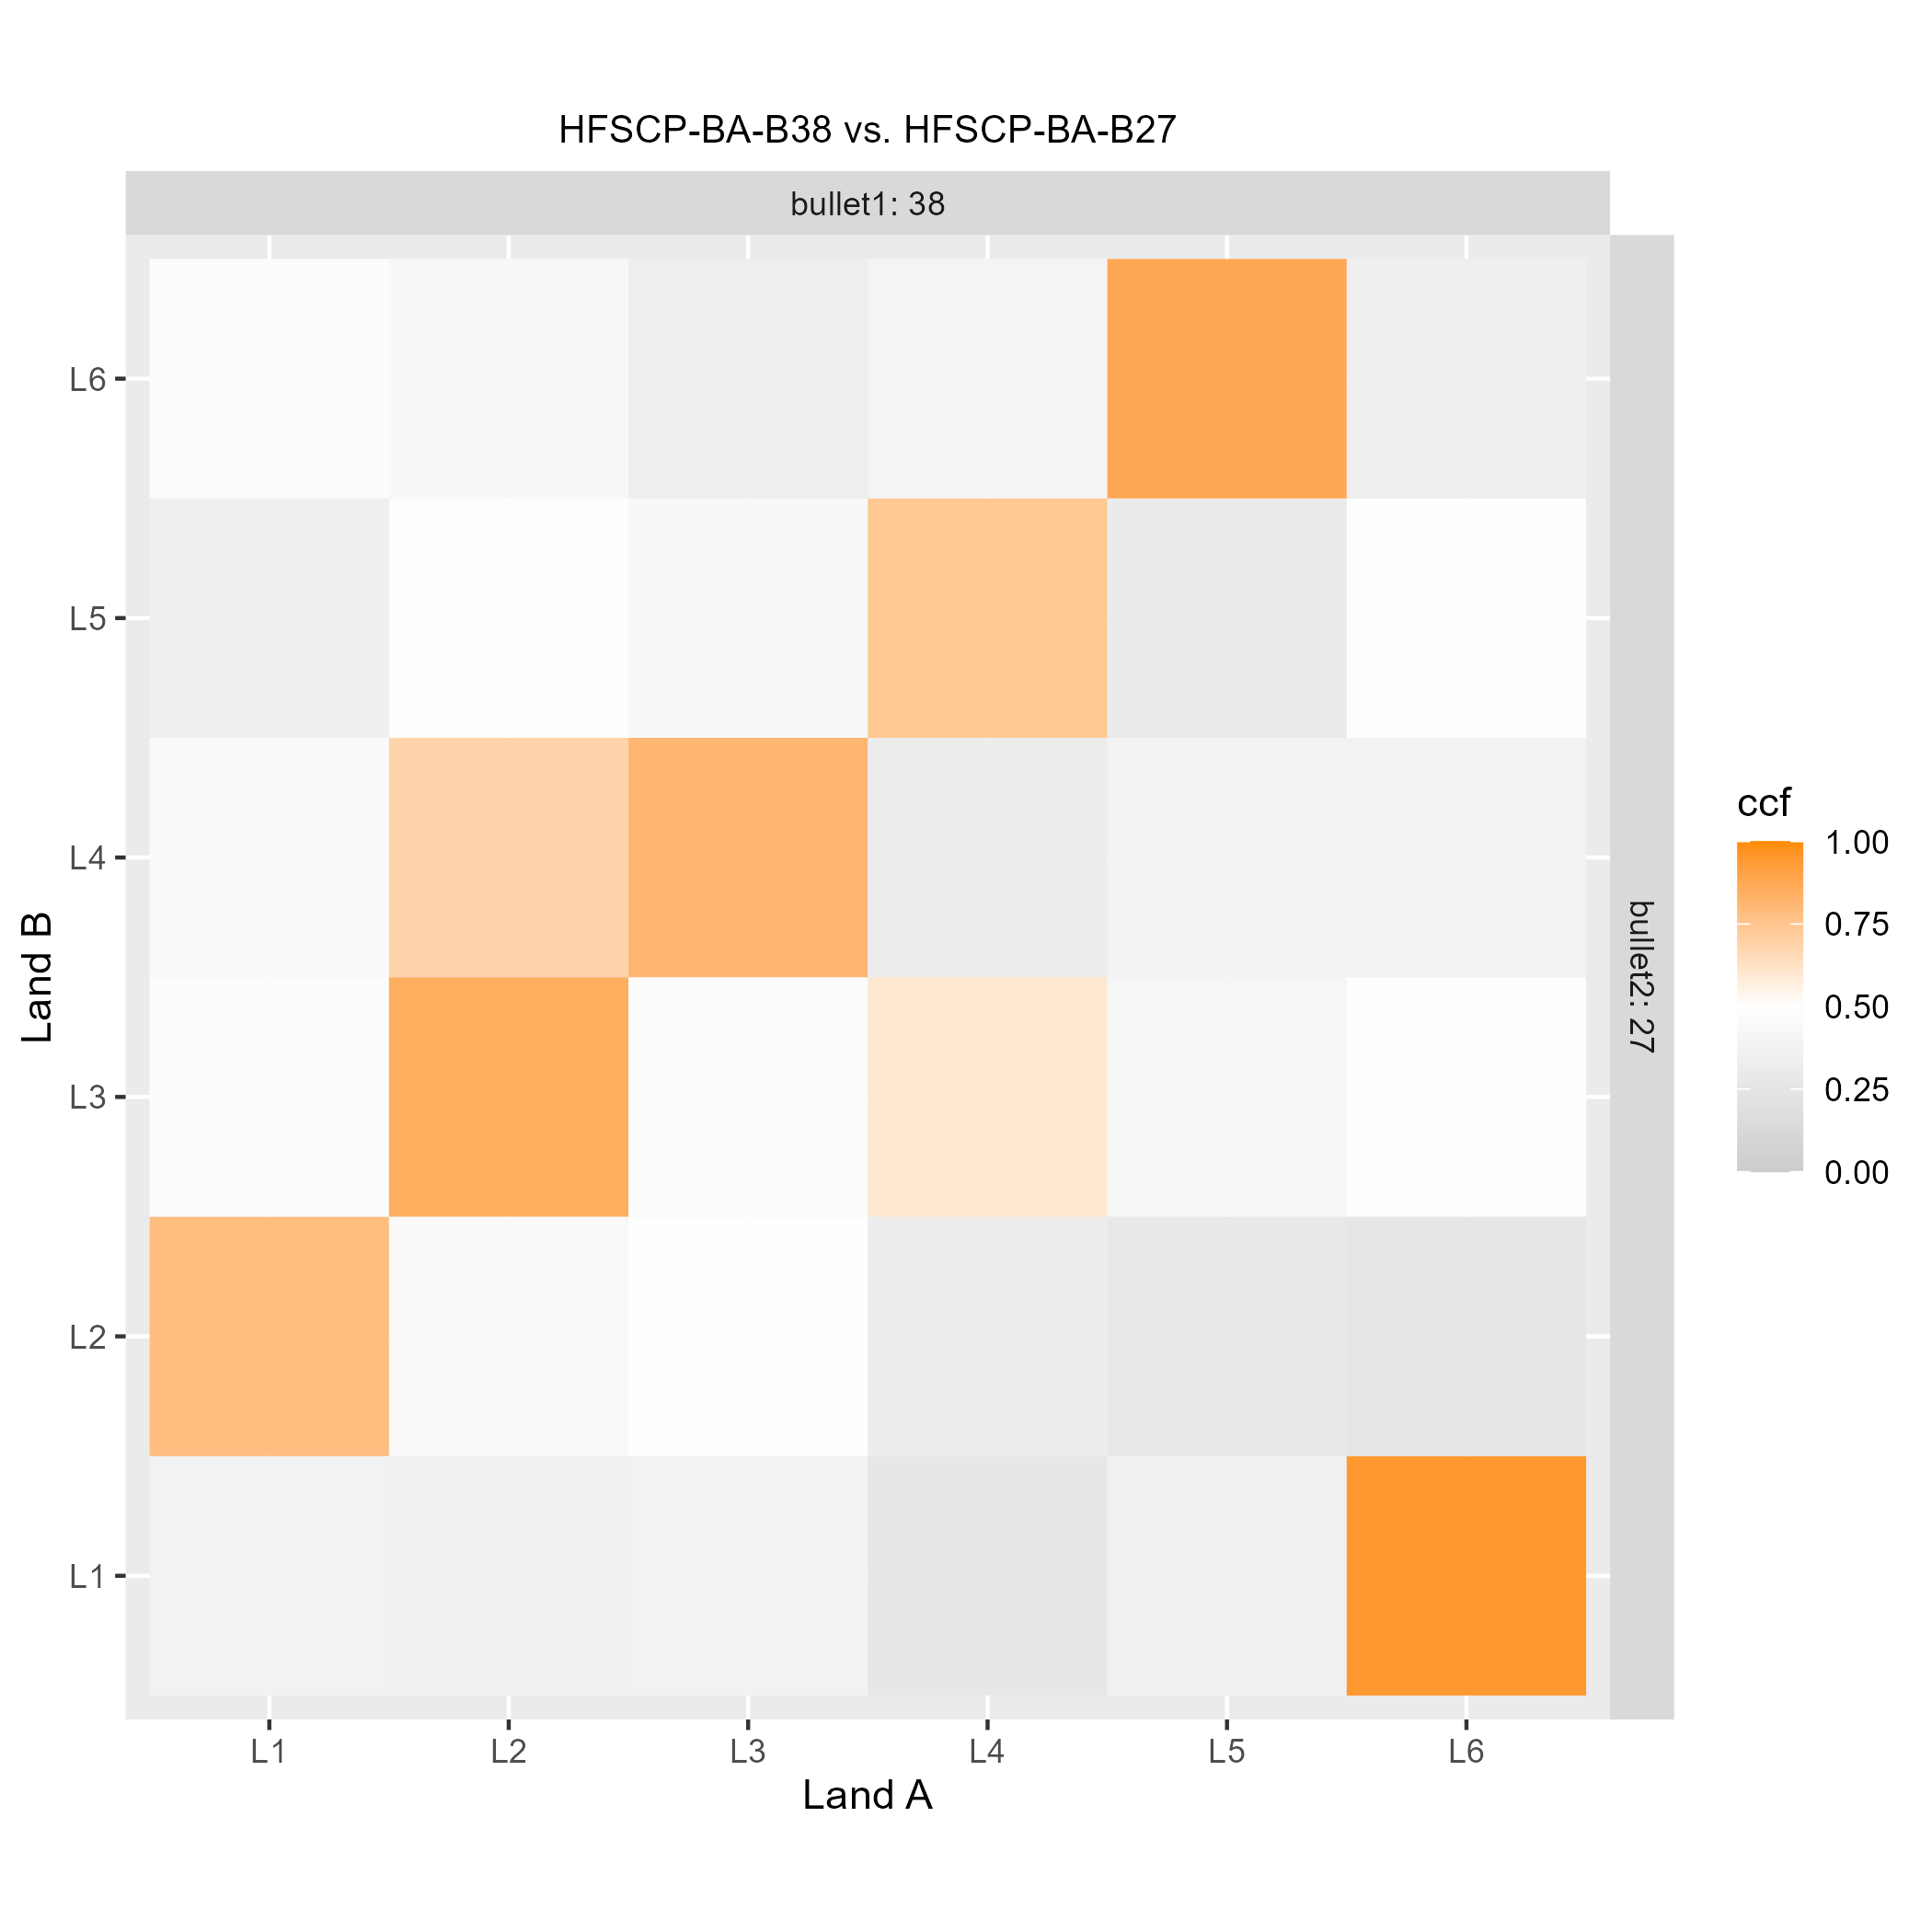 HFSCP-BA-B38 vs. HFSCP-BA-B27
bullet1: 38
L6
L5
L4
L3
L2
L1
Land B
bullet2: 27
ccf
1.00
0.75
0.50
0.25
0.00
L1 L2 L3 L4 L5 L6
Land A